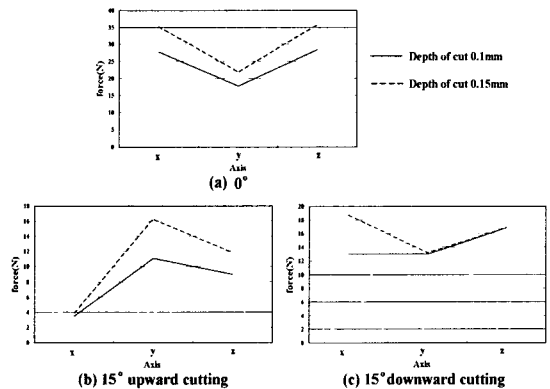 40
35
30
25
20
15
10
5
0
force(N)
x y z
Axis
(a) 0°
Depth of cut 0.1mm
Depth of cut 0.15mm
18
16
14
12
10
8
6
4
2
0
force(N)
x y z
Axis
(b) 15° upward cutting
20
18
16
14
12
10
8
6
4
2
0
force(N)
x y z
Axis
(c) 15° downward cutting